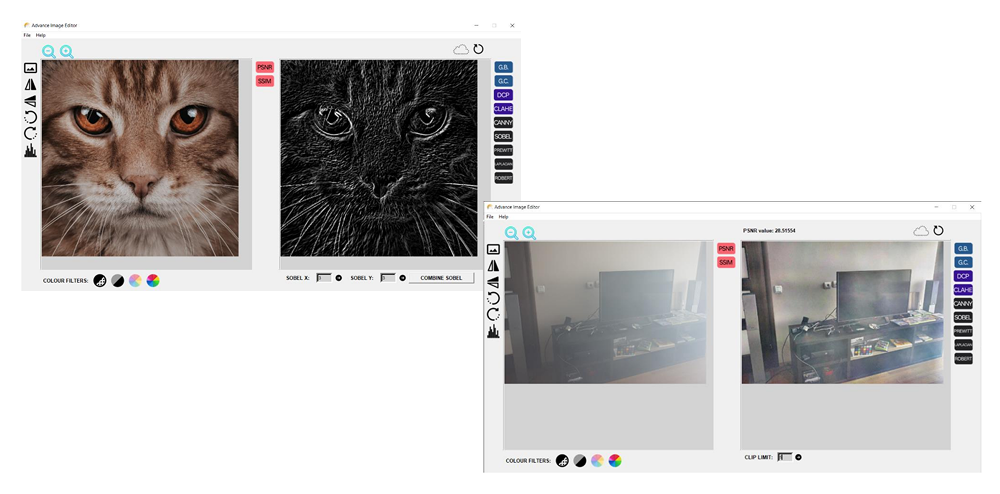 Advance Image Editor
File Help
PSNR
SSIM
G.B.
G.C.
DCP
CLAHE
CANNY
SOBEL
PREWITT
LAPLACIAN
ROBERT
COLOUR FILTERS:
SOBEL X:
SOBEL Y:
COMBINE SOBEL
Advance Image Editor
File Help
PSNR value: 28.51554
PSNR
SSIM
G.B.
G.C.
DCP
CLAHE
CANNY
SOBEL
PREWITT
LAPLACIAN
ROBERT
COLOUR FILTERS:
CLIP LIMIT: